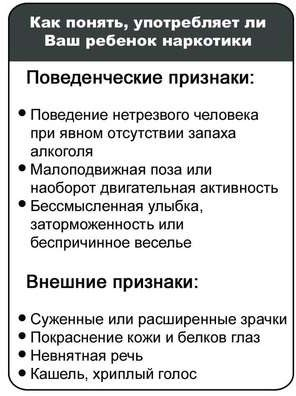 Как понять, употребляет ли
Ваш ребенок наркотики
Поведенческие признаки:
• Поведение нетрезвого человека
при явном отсутствии запаха
алкоголя
• Малоподвижная поза или
наоборот двигательная активность
• Бессмысленная улыбка,
заторможенность или
беспричинное веселье
Внешние признаки:
• Суженные или расширенные зрачки
• Покраснение кожи и белков глаз
• Невнятная речь
• Кашель, хриплый голос